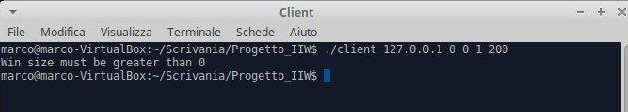 Client
File Modifica Visualizza Terminale Schede Aiuto
marco@marco-VirtualBox:~/Scrivania/Progetto_IIW$ ./client 127.0.0.1 0 0 1 200
Win size must be greater than 0
marco@marco-VirtualBox:~/Scrivania/Progetto_IIW$